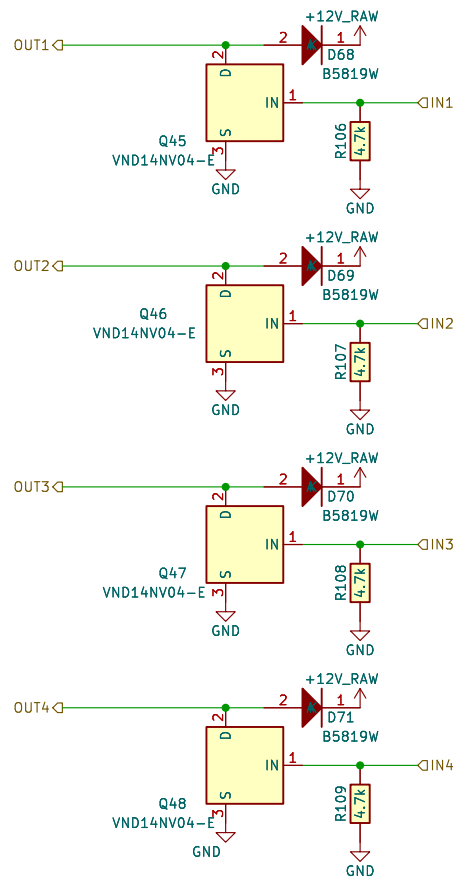 +12V_RAW
OUT1
2
1
D68
B5819W
2
D
A
K
IN
1
IN1
S
3
Q45
VND14NV04-E
GND
R106
4.7k
GND
+12V_RAW
OUT2
2
1
D69
B5819W
2
D
A
K
IN
1
IN2
S
3
Q46
VND14NV04-E
GND
R107
4.7k
GND
+12V_RAW
OUT3
2
1
D70
B5819W
2
D
A
K
IN
1
IN3
S
3
Q47
VND14NV04-E
GND
R108
4.7k
GND
+12V_RAW
OUT4
2
1
D71
B5819W
2
D
A
K
IN
1
IN4
S
3
Q48
VND14NV04-E
GND
R109
4.7k
GND